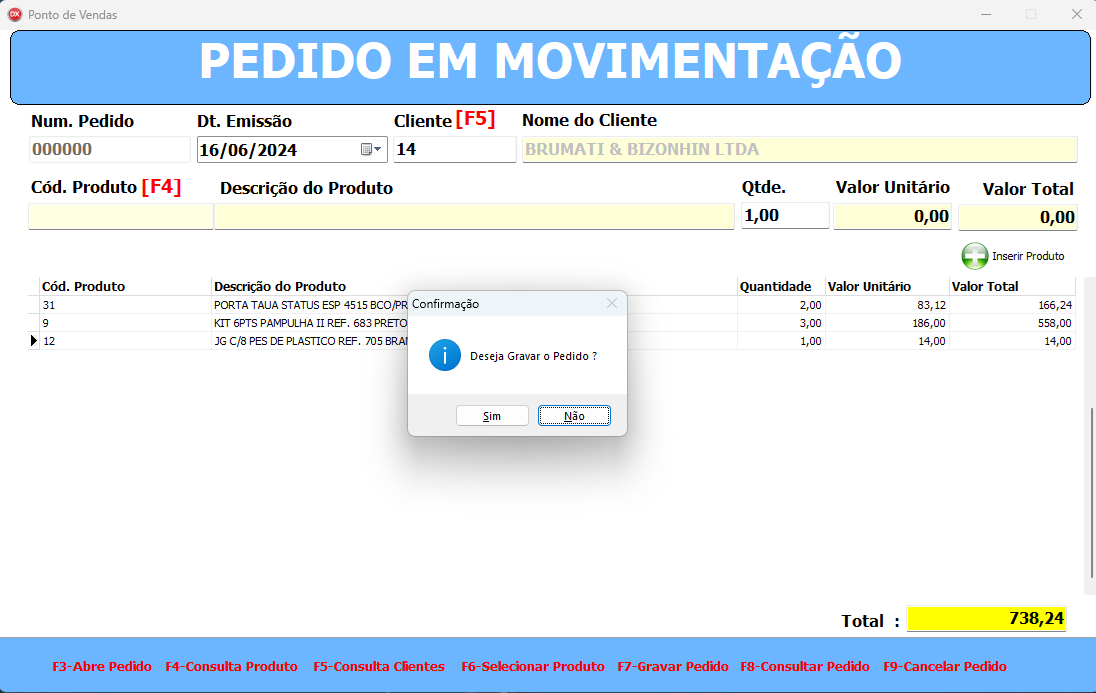 DX Ponto de Vendas
PEDIDO EM MOVIMENTAÇÃO
Num. Pedido Dt. Emissão Cliente [F5] Nome do Cliente
000000 16/06/2024 14 BRUMATI & BIZONHIN LTDA
Cód. Produto [F4] Descrição do Produto Qtde. Valor Unitário Valor Total
1,00 0,00 0,00
Inserir Produto
Cód. Produto Descrição do Produto Quantidade Valor Unitário Valor Total
31 PORTA TAUA STATUS ESP 4515 BCO/PR 2,00 83,12 166,24
9 KIT 6PTS PAMPULHA II REF. 683 PRETO 3,00 186,00 558,00
12 JG C/8 PES DE PLASTICO REF. 705 BRAN 1,00 14,00 14,00
Confirmação
Deseja Gravar o Pedido ?
Sim Não
Total : 738,24
F3-Abre Pedido F4-Consulta Produto F5-Consulta Clientes F6-Selecionar Produto F7-Gravar Pedido F8-Consultar Pedido F9-Cancelar Pedido